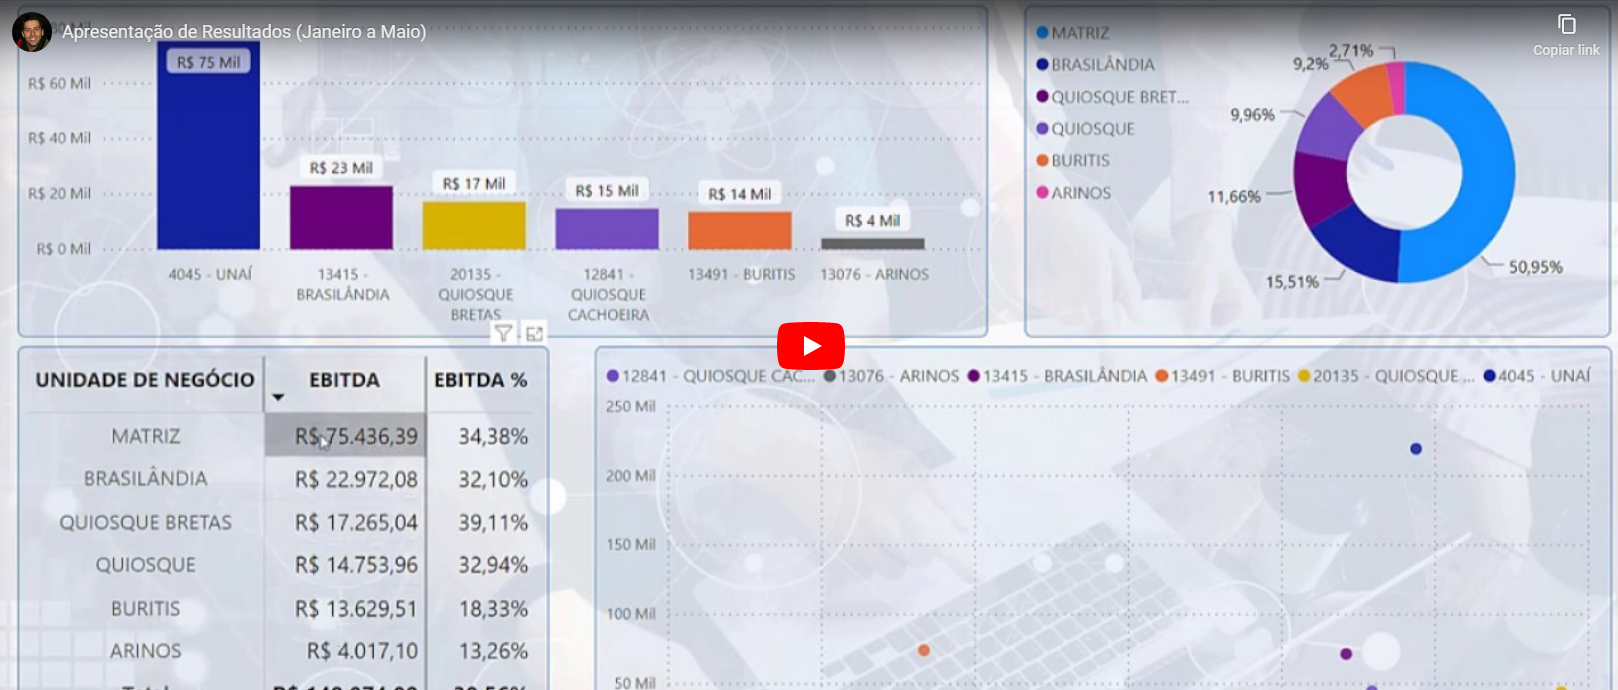 Apresentação de Resultados (Janeiro a Maio)
Copiar link
R$ 75 Mil
R$ 60 Mil
R$ 40 Mil
R$ 23 Mil
R$ 20 Mil
R$ 17 Mil
R$ 15 Mil
R$ 14 Mil
R$ 4 Mil
R$ 0 Mil
4045 - UNAÍ
13415 -
BRASILÂNDIA
20135 -
QUIOSQUE
BRETAS
12841 -
QUIOSQUE
CACHOEIRA
13491 - BURITIS
13076 - ARINOS
MATRIZ
BRASILÂNDIA
QUIOSQUE BRET...
QUIOSQUE
BURITIS
ARINOS
2,71%
9,2%
9,96%
11,66%
15,51%
50,95%
UNIDADE DE NEGÓCIO EBITDA EBITDA %
MATRIZ R$ 75.436,39 34,38%
BRASILÂNDIA R$ 22.972,08 32,10%
QUIOSQUE BRETAS R$ 17.265,04 39,11%
QUIOSQUE R$ 14.753,96 32,94%
BURITIS R$ 13.629,51 18,33%
ARINOS R$ 4.017,10 13,26%
12841 - QUIOSQUE CAC... 13076 - ARINOS 13415 - BRASILÂNDIA 13491 - BURITIS 20135 - QUIOSQUE ... 4045 - UNAÍ
250 Mil
200 Mil
150 Mil
100 Mil
50 Mil